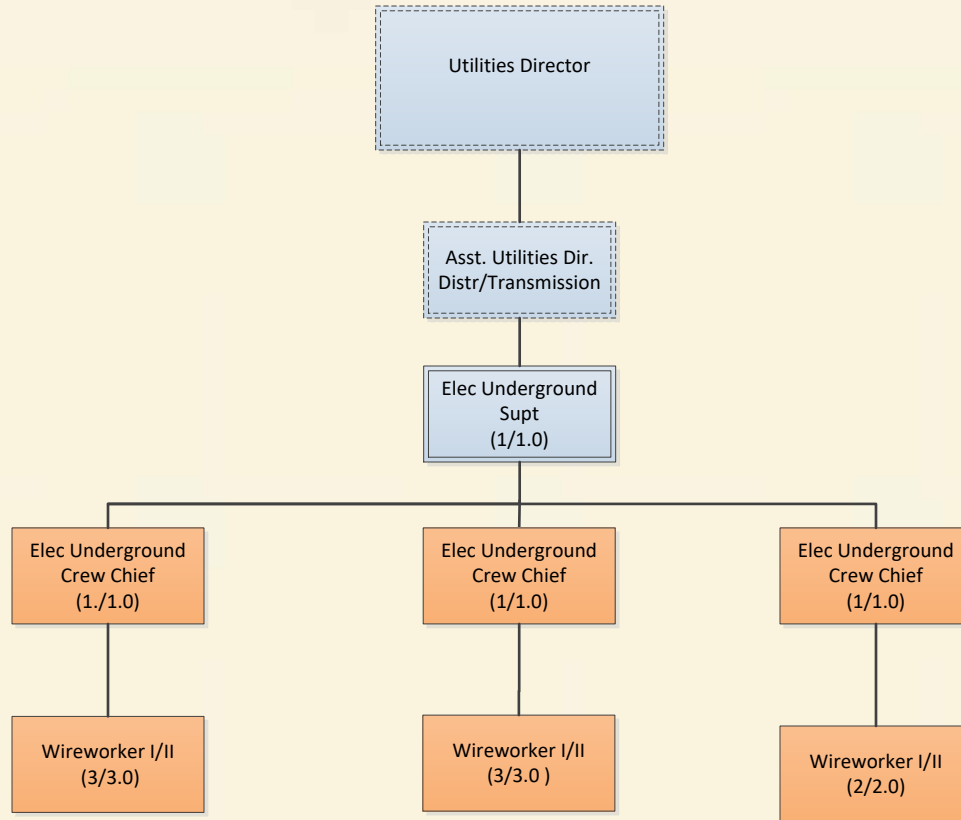 Utilities Director
Asst. Utilities Dir.
Distr/Transmission
Elec Underground
Supt
(1/1.0)
Elec Underground
Crew Chief
(1./1.0)
Elec Underground
Crew Chief
(1/1.0)
Elec Underground
Crew Chief
(1/1.0)
Wireworker I/II
(3/3.0)
Wireworker I/II
(3/3.0 )
Wireworker I/II
(2/2.0)